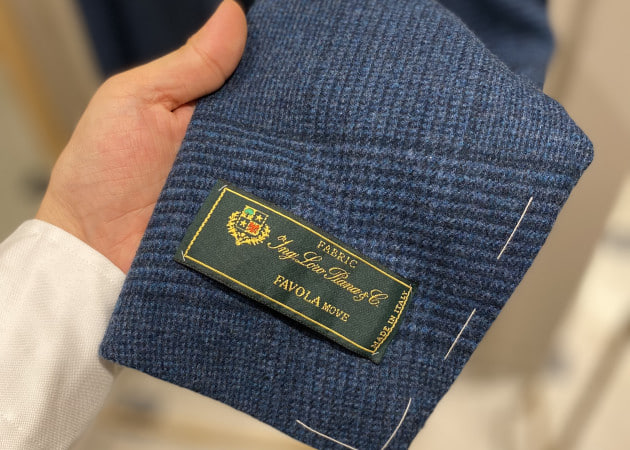 FABRIC
Ing. Loro Piana & C.
FAVOLA MOVE
MADE IN ITALY